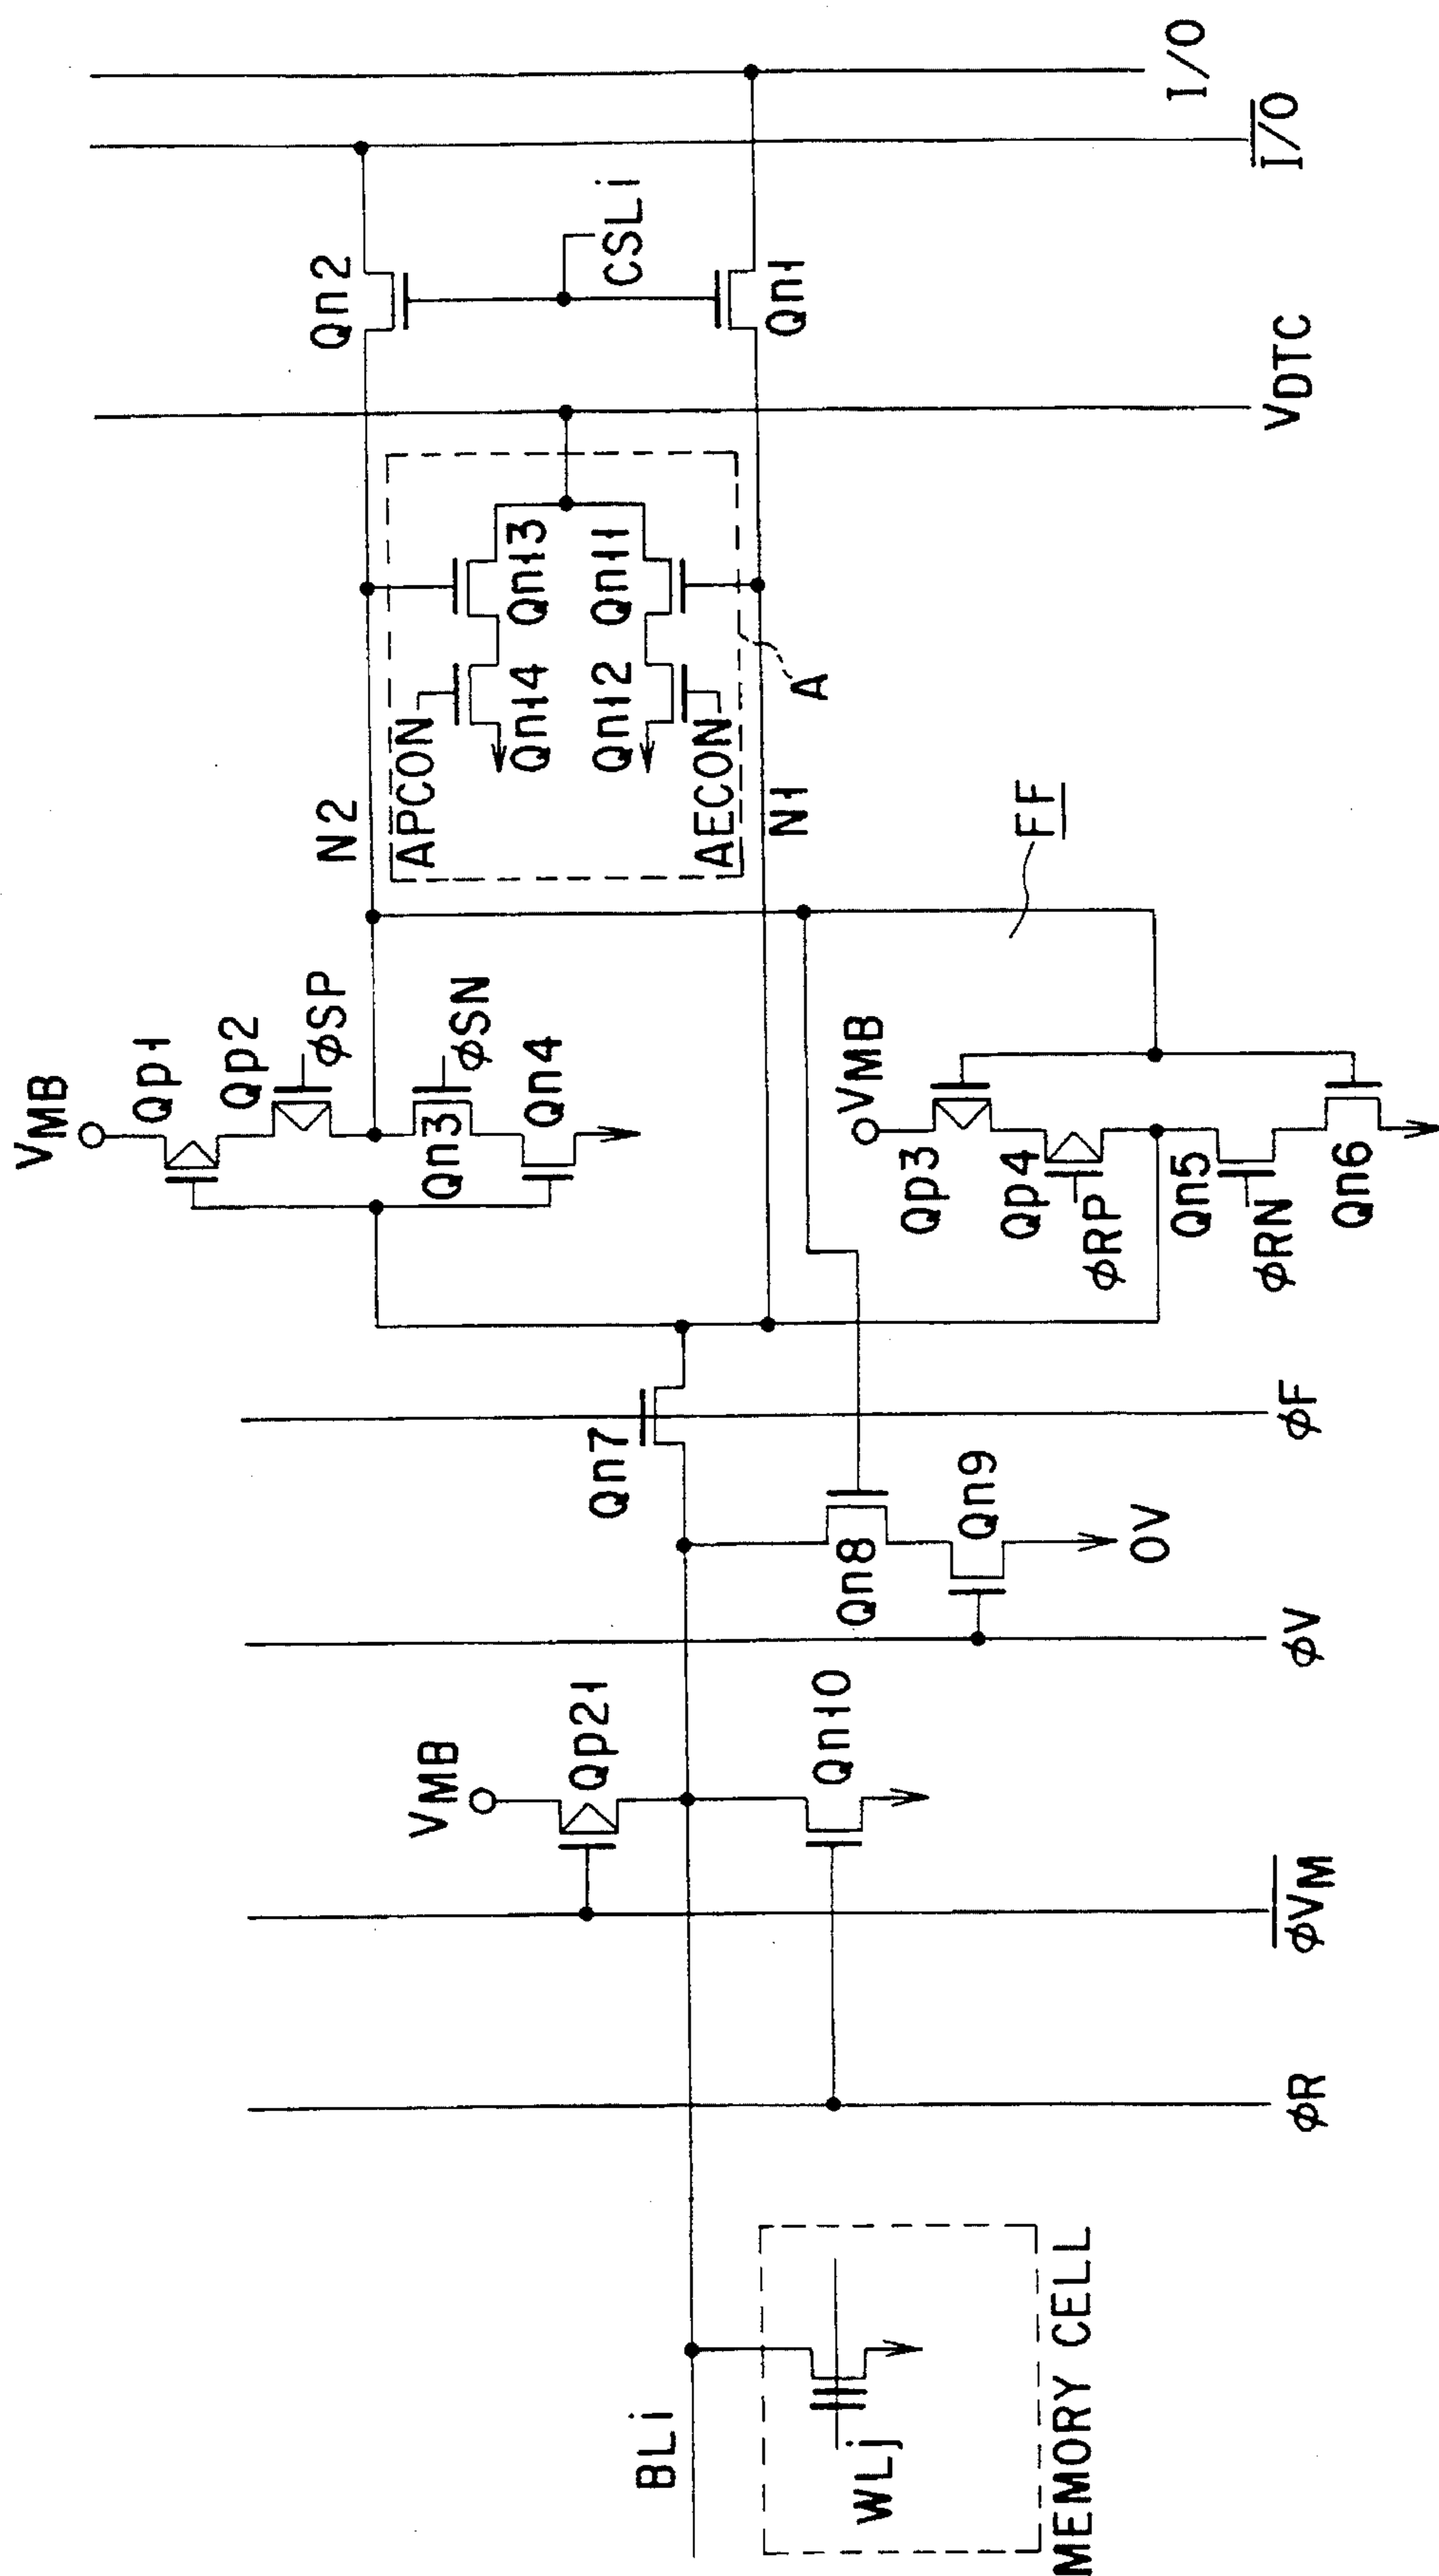 I/O
I/O
Qn2
CSLi
Qn1
VDTC
Qn13
Qn11
Qn14
Qn12
APCON
AECON
A
N2
N1
FF
VMB
Qp1
Qp2
φSP
φSN
Qn3
Qn4
VMB
Qp3
Qp4
φRP
Qn5
φRN
Qn6
Qn7
φF
Qn8
Qn9
0V
φV
VMB
Qp21
Qn10
φVM
φR
BLi
WLj
MEMORY CELL